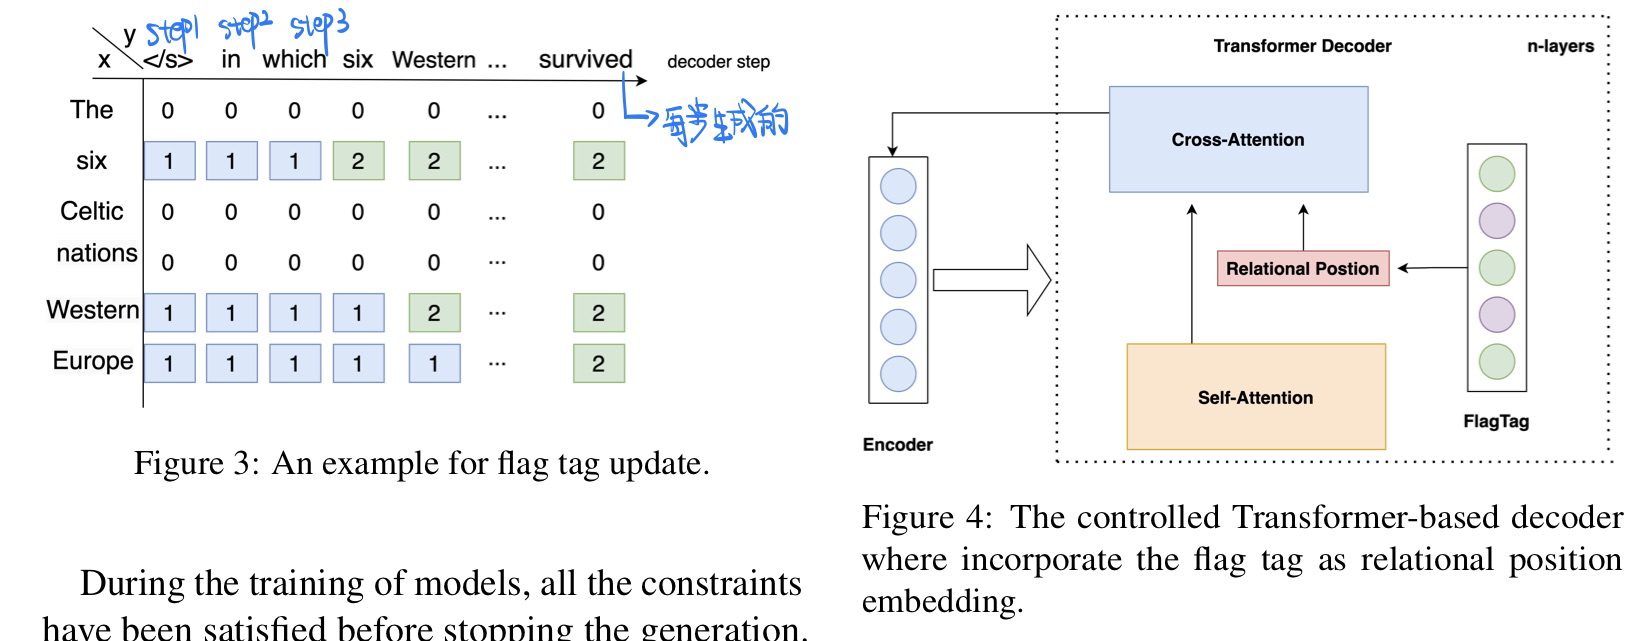 y step1 step2 step3
x </s> in which six Western ... survived decoder step
The 0 0 0 0 0 ... 0
→每步生成的
six 1 1 1 2 2 ... 2
Celtic 0 0 0 0 0 ... 0
nations 0 0 0 0 0 ... 0
Western 1 1 1 1 2 ... 2
Europe 1 1 1 1 1 ... 2
Figure 3: An example for flag tag update.
During the training of models, all the constraints
have been satisfied before stopping the generation.
Transformer Decoder n-layers
Cross-Attention
Relational Postion
Self-Attention
FlagTag
Encoder
Figure 4: The controlled Transformer-based decoder
where incorporate the flag tag as relational position
embedding.